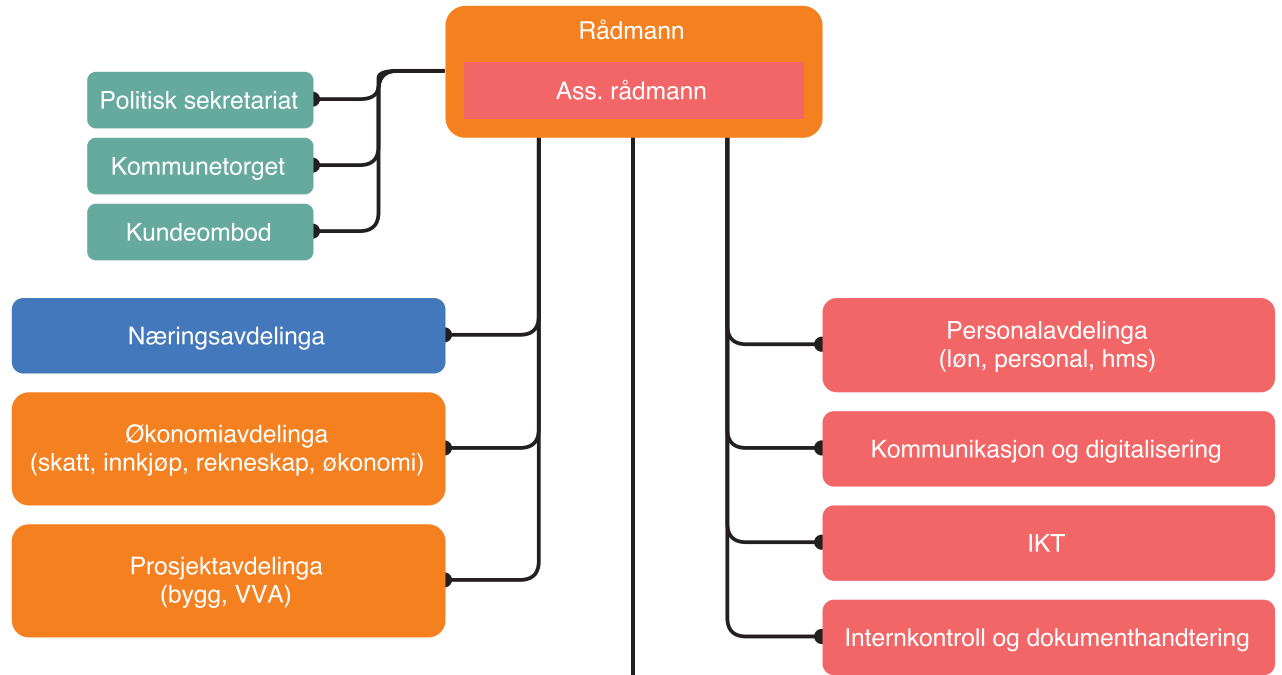 Rådmann
Ass. rådmann
Politisk sekretariat
Kommunetorget
Kundeombod
Næringsavdelinga
Økonomiavdelinga
(skatt, innkjøp, rekneskap, økonomi)
Prosjektavdelinga
(bygg, VVA)
Personalavdelinga
(løn, personal, hms)
Kommunikasjon og digitalisering
IKT
Internkontroll og dokumenthandtering